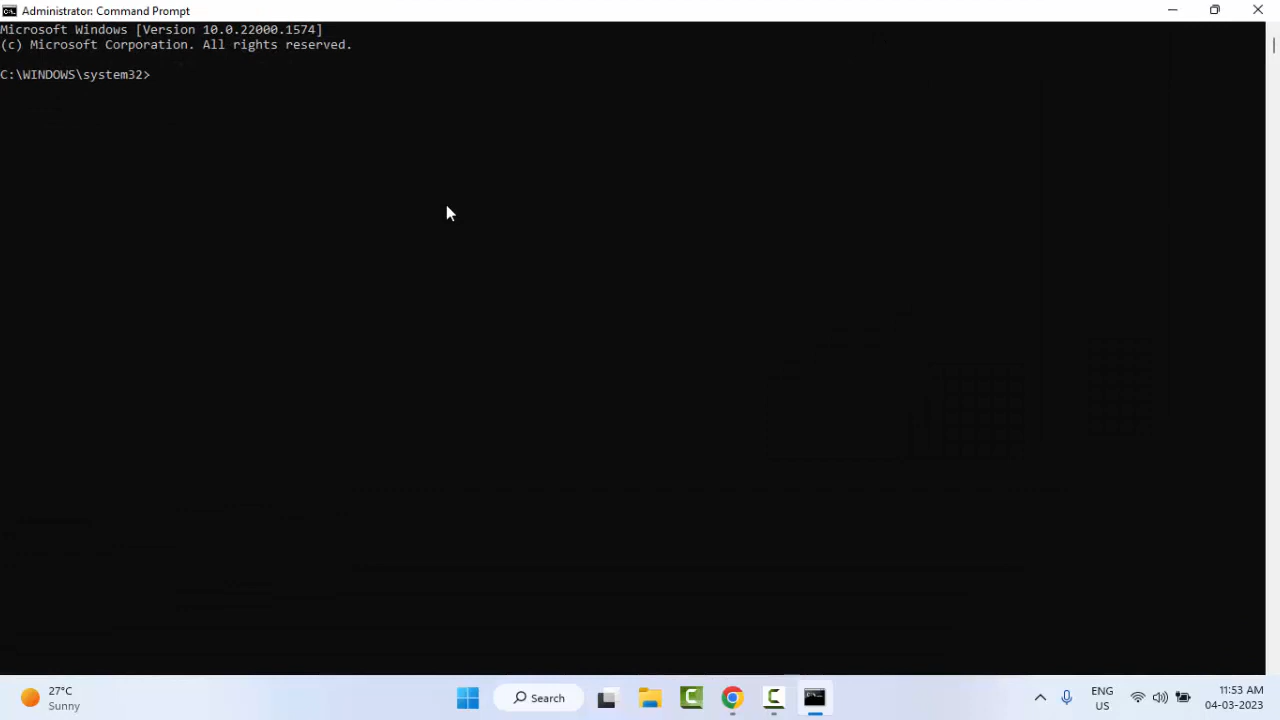 Administrator: Command Prompt
Microsoft Windows [Version 10.0.22000.1574]
(c) Microsoft Corporation. All rights reserved.
C:\WINDOWS\system32>
27°C
Sunny
Search
ENG
US
11:53 AM
04-03-2023